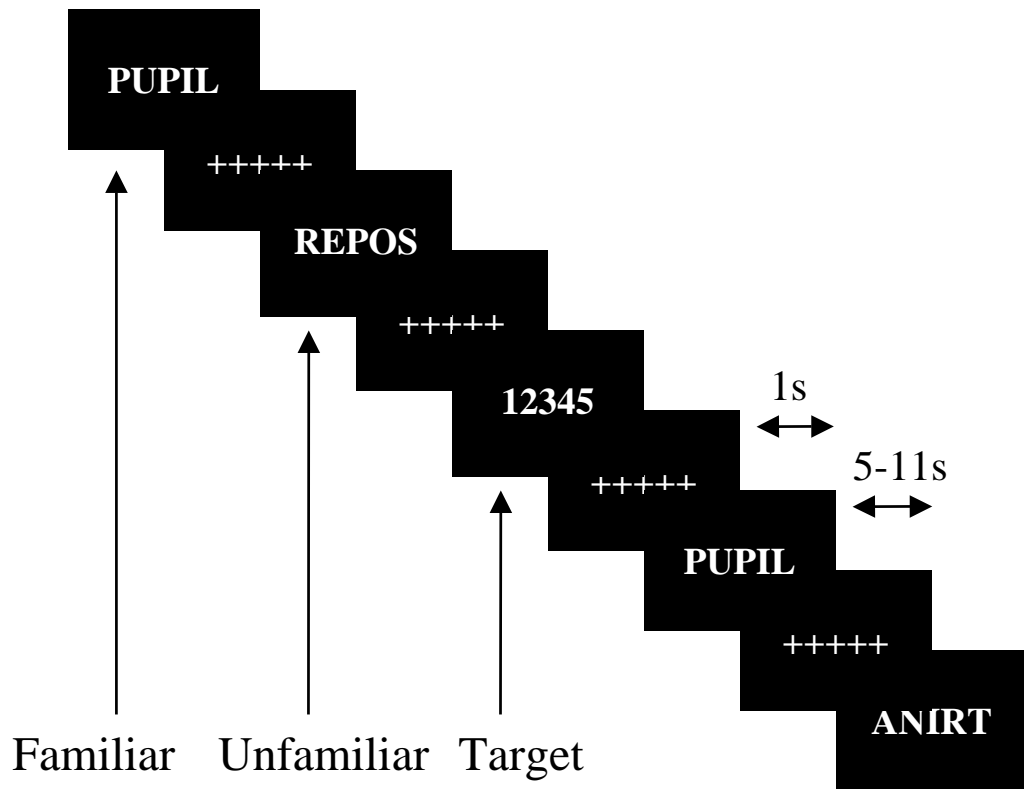 PUPIL
+++++
REPOS
+++++
12345
1s
+++++
5-11s
PUPIL
+++++
ANIRT
Familiar Unfamiliar Target